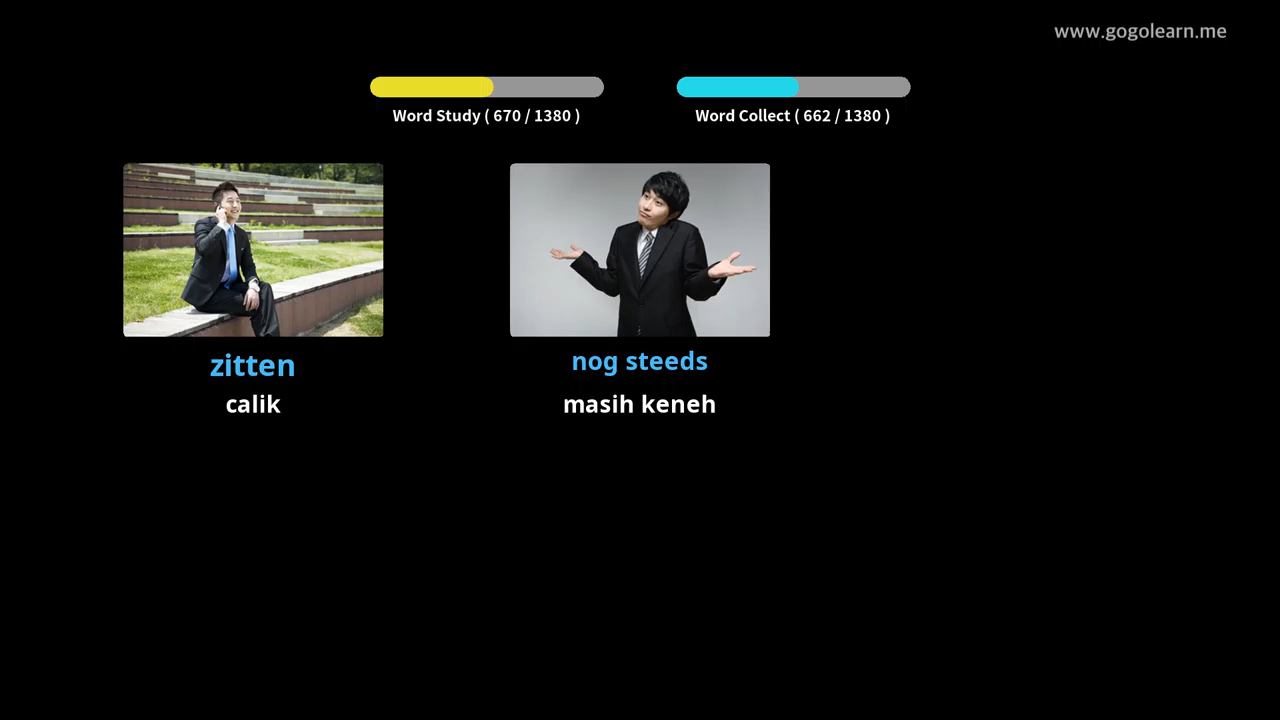 www.gogolearn.me
Word Study ( 670 / 1380 )
Word Collect ( 662 / 1380 )
zitten
calik
nog steeds
masih keneh